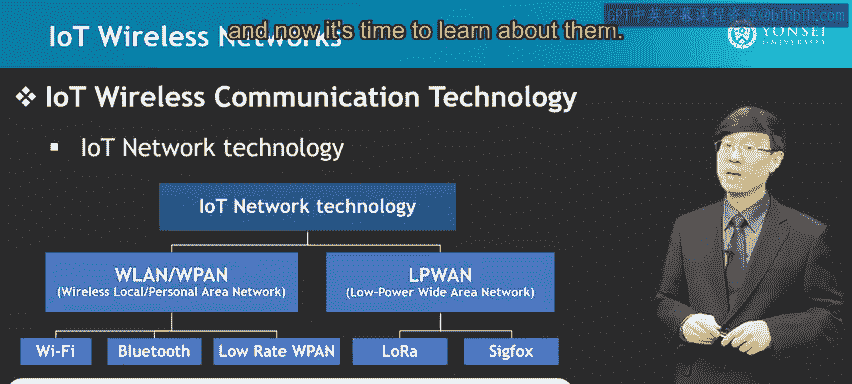 IoT Wireless Networks
and now it's time to learn about them.
YONSEI
UNIVERSITY
❖ IoT Wireless Communication Technology
▪ IoT Network technology
IoT Network technology
WLAN/WPAN
(Wireless Local/Personal Area Network)
LPWAN
(Low-Power Wide Area Network)
Wi-Fi
Bluetooth
Low Rate WPAN
LoRa
Sigfox